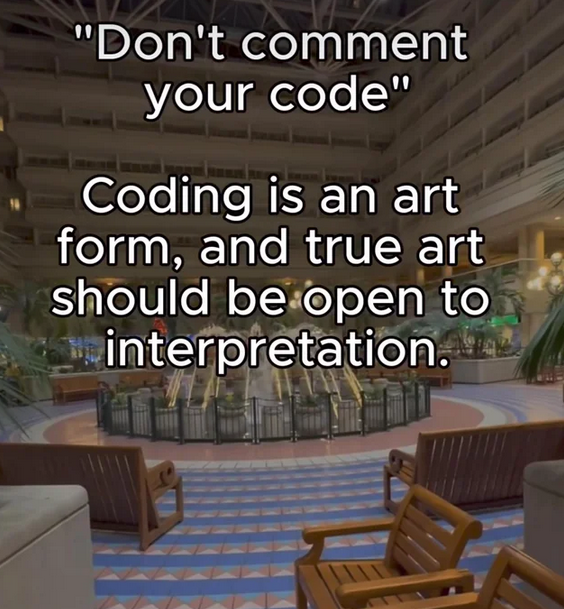 "Don't comment
your code"
Coding is an art
form, and true art
should be open to
interpretation.